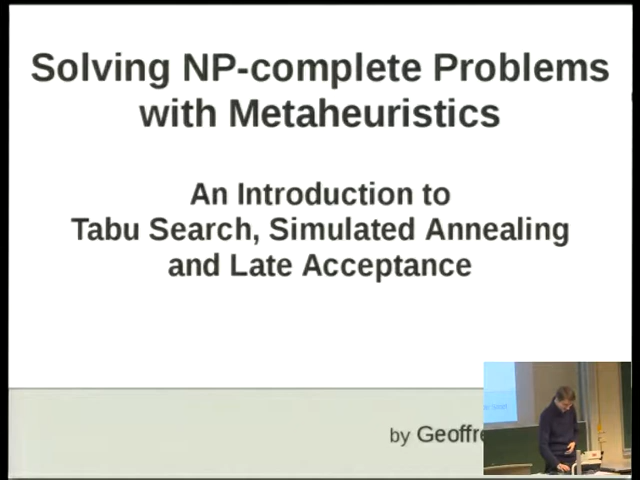 Solving NP-complete Problems
with Metaheuristics
An Introduction to
Tabu Search, Simulated Annealing
and Late Acceptance
by